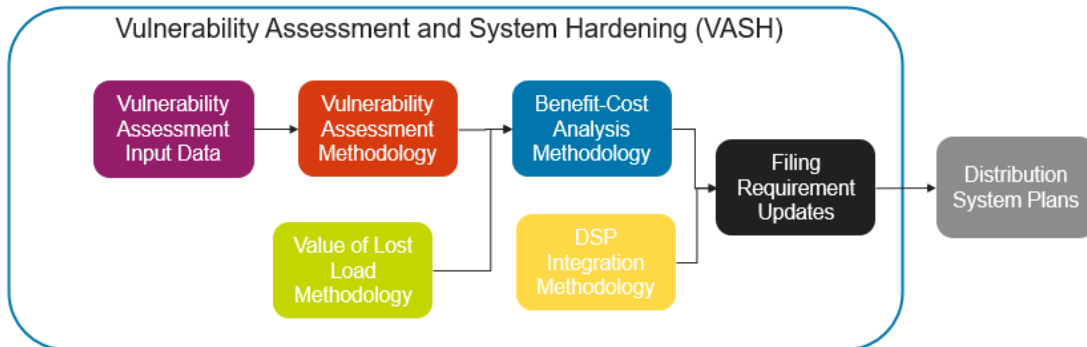 Vulnerability Assessment and System Hardening (VASH)
Vulnerability
Assessment
Input Data
Vulnerability
Assessment
Methodology
Benefit-Cost
Analysis
Methodology
Filing
Requirement
Updates
Distribution
System Plans
Value of Lost
Load
Methodology
DSP
Integration
Methodology